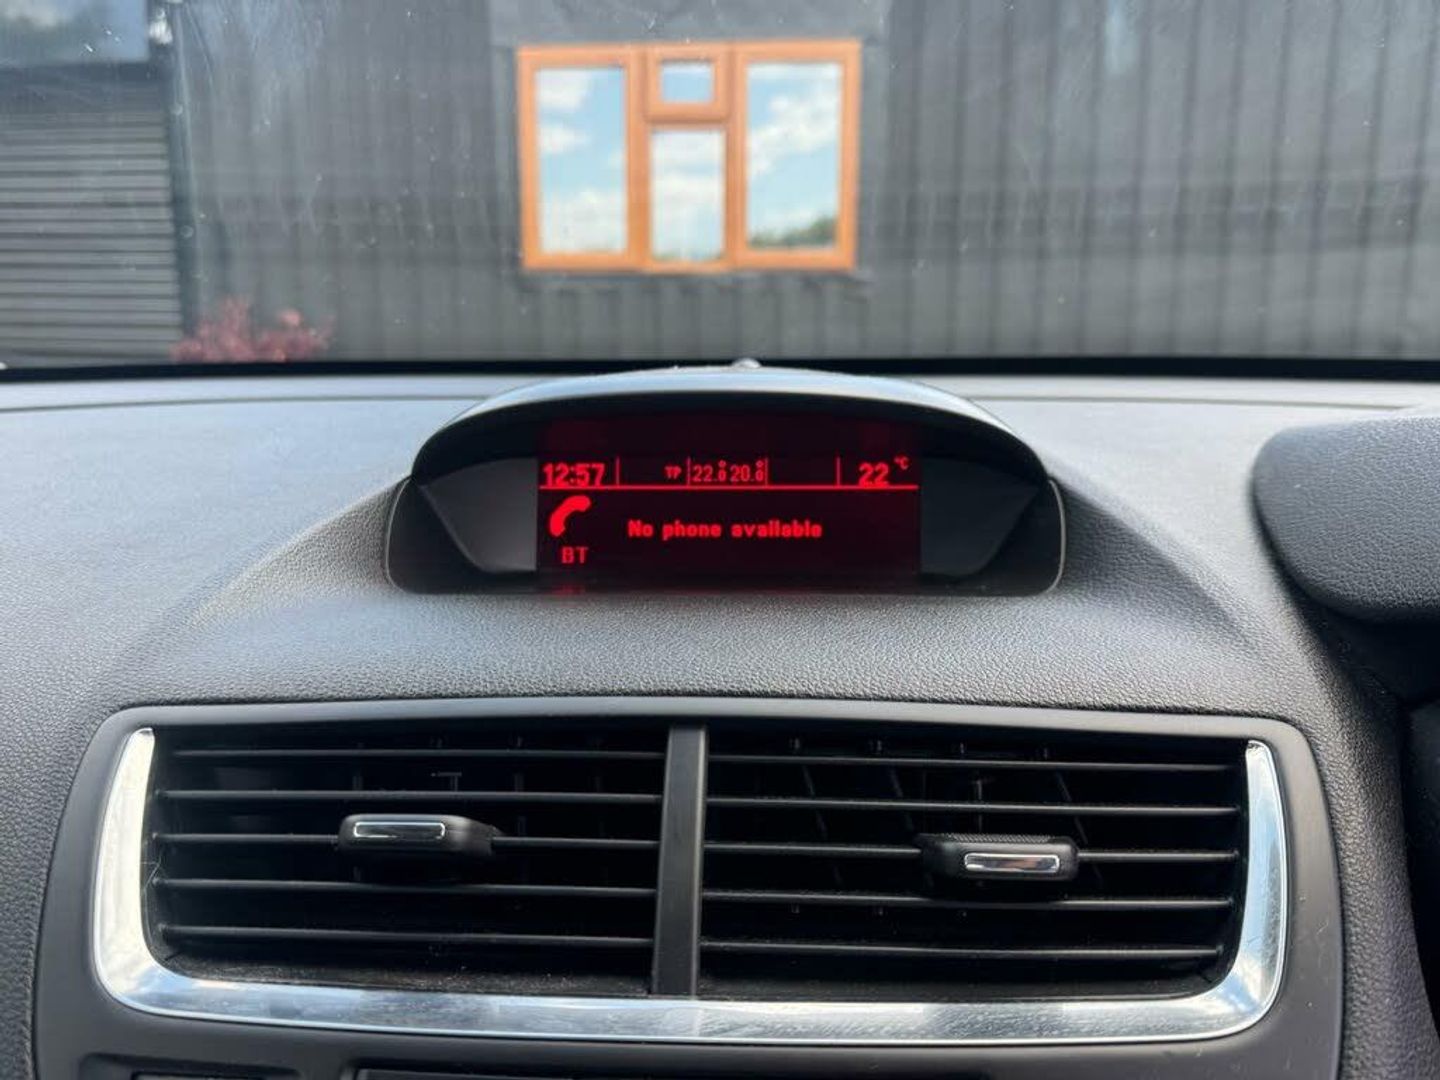 12:57 TP 22.0° 20.0° 22 °C
No phone available
BT